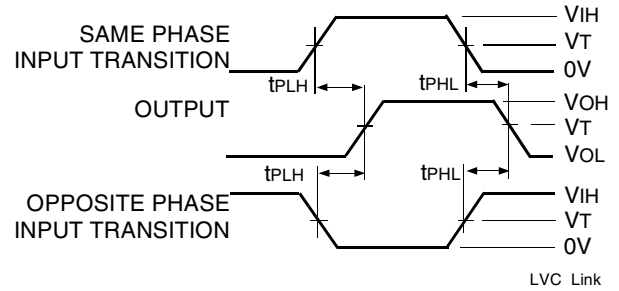 VIH
SAME PHASE
INPUT TRANSITION
VT
0V
tPLH
tPHL
OUTPUT
VOH
VT
VOL
tPLH
tPHL
OPPOSITE PHASE
INPUT TRANSITION
VIH
VT
0V
LVC Link